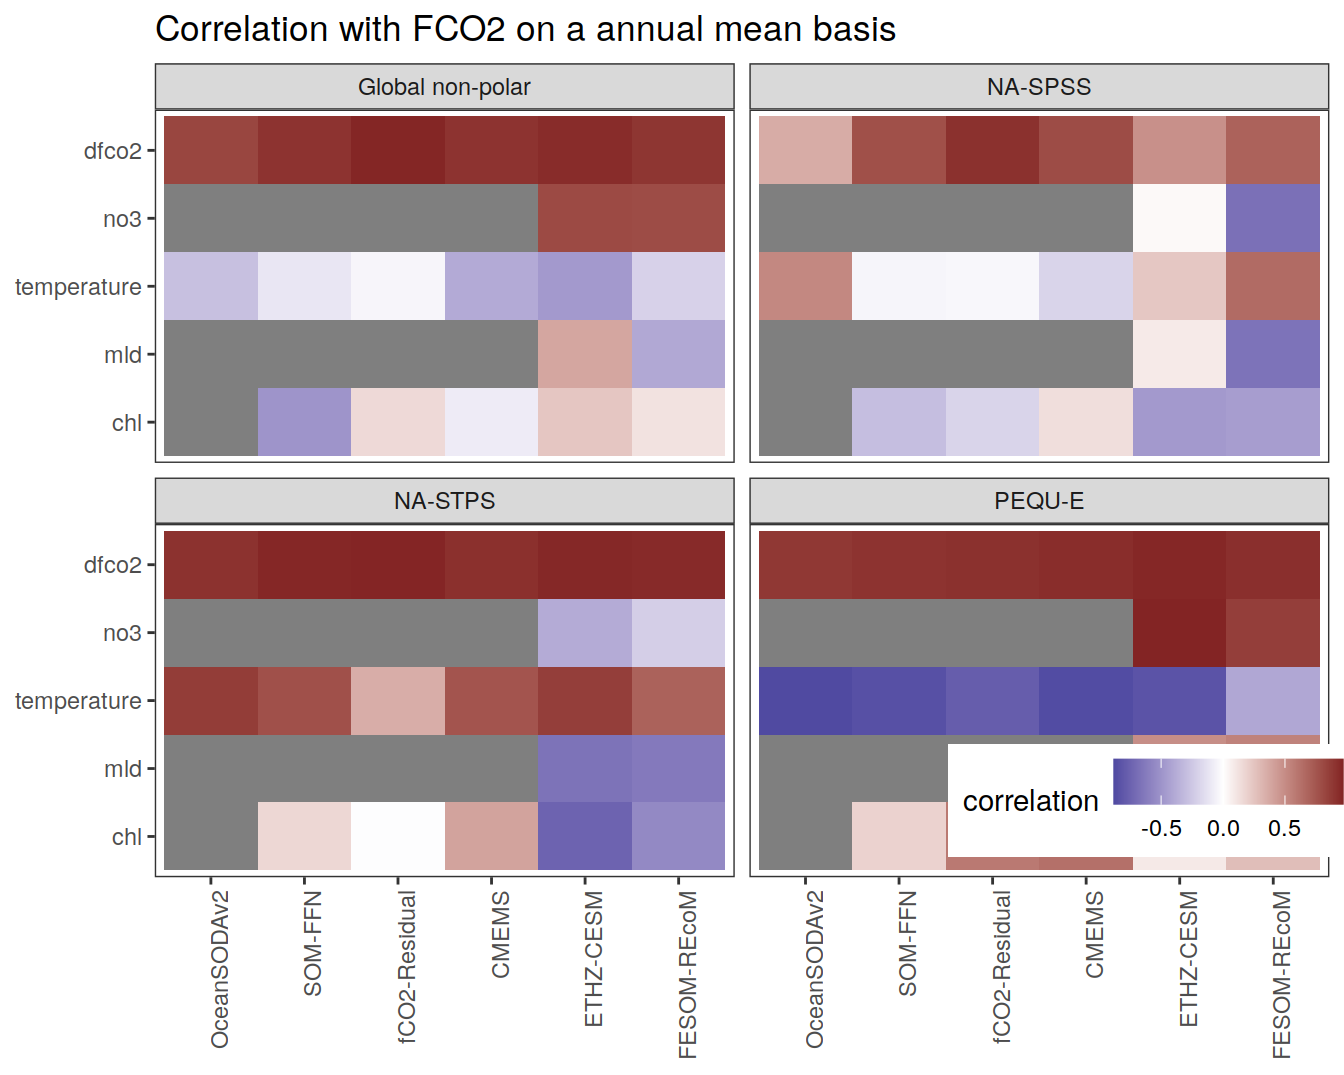 Correlation with FCO2 on a annual mean basis
Global non-polar
NA-SPSS
dfco2
no3
temperature
mld
chl
NA-STPS
PEQU-E
dfco2
no3
temperature
mld
chl
correlation
-0.5 0.0 0.5
OceanSODAv2
SOM-FFN
fCO2-Residual
CMEMS
ETHZ-CESM
FESOM-REcoM
OceanSODAv2
SOM-FFN
fCO2-Residual
CMEMS
ETHZ-CESM
FESOM-REcoM